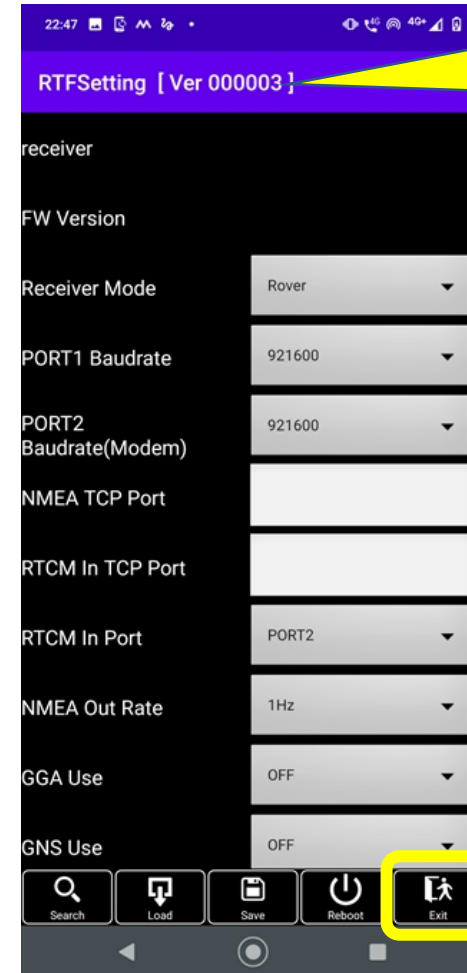 22:47 4G 4G+
RTFSetting [ Ver 000003 ]
receiver
FW Version
Receiver Mode Rover
PORT1 Baudrate 921600
PORT2
Baudrate(Modem) 921600
NMEA TCP Port
RTCM In TCP Port
RTCM In Port PORT2
NMEA Out Rate 1Hz
GGA Use OFF
GNS Use OFF
Search Load Save Reboot Exit